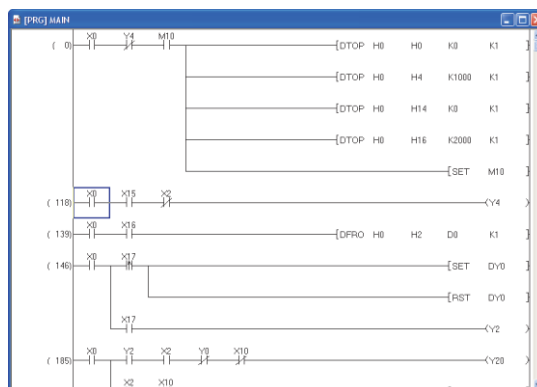 [PRG] MAIN
X0 Y4 M10
( 0) [DTOP H0 H0 K0 K1 ]
[DTOP H0 H4 K1000 K1 ]
[DTOP H0 H14 K0 K1 ]
[DTOP H0 H16 K2000 K1 ]
[SET M10 ]
X0 X15 X2
( 118) (Y4 )
X0 X16
( 139) [DFRO H0 H2 D0 K1 ]
X0 X17
( 146) [SET DY0 ]
[RST DY0 ]
X17
(Y2 )
X0 Y2 X2 Y0 X10
( 185) (Y20 )
X2 X10